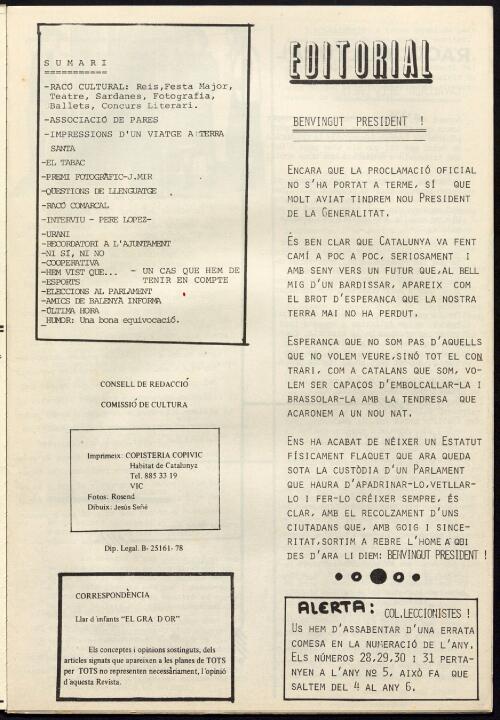 SUMARI
===========
-RACÓ CULTURAL: Reis,Festa Major,
Teatre, Sardanes, Fotografia,
Ballets, Concurs Literari.
-ASSOCIACIÓ DE PARES
-IMPRESSIONS D'UN VIATGE A TERRA
SANTA
-EL TABAC
-PREMI FOTOGRÀFIC-J.MIR
-QÜESTIONS DE LLENGUATGE
-RACÓ COMARCAL
-INTERVIU - PERE LOPEZ-
-URANI
-RECORDATORI A L'AJUNTAMENT
-NI SÍ, NI NO
-COOPERATIVA
-HEM VIST QUE... - UN CAS QUE HEM DE
-ESPORTS TENIR EN COMPTE
-ELECCIONS AL PARLAMENT
-AMICS DE BALENYÀ INFORMA
-ÚLTIMA HORA
_HUMOR: Una bona equivocació.
CONSELL DE REDACCIÓ
COMISSIÓ DE CULTURA
Imprimeix: COPISTERIA COPIVIC
Habitat de Catalunya
Tel. 885 33 19
VIC
Fotos: Rosend
Dibuix: Jesús Señé
Dip. Legal. B- 25161- 78
CORRESPONDÈNCIA
Llar d'infants "EL GRA D'OR"
Els conceptes i opinions sostinguts, dels
articles signats que apareixen a les planes de TOTS
per TOTS no representen necessàriament, l'opinió
d'aquesta Revista.
EDITORIAL
BENVINGUT PRESIDENT !
ENCARA QUE LA PROCLAMACIÓ OFICIAL
NO S'HA PORTAT A TERME, SÍ QUE
MOLT AVIAT TINDREM NOU PRESIDENT
DE LA GENERALITAT.
ÉS BEN CLAR QUE CATALUNYA VA FENT
CAMÍ A POC A POC, SERIOSAMENT I
AMB SENY VERS UN FUTUR QUE,AL BELL
MIG D'UN BARDISSAR, APAREIX COM
EL BROT D'ESPERANÇA QUE LA NOSTRA
TERRA MAI NO HA PERDUT.
ESPERANÇA QUE NO SOM PAS D'AQUELLS
QUE NO VOLEM VEURE,SINÓ TOT EL CON
TRARI, COM A CATALANS QUE SOM, VO-
LEM SER CAPAÇOS D'EMBOLCALLAR-LA I
BRASSOLAR-LA AMB LA TENDRESA QUE
ACARONEM A UN NOU NAT.
ENS HA ACABAT DE NÉIXER UN ESTATUT
FÍSICAMENT FLAQUET QUE ARA QUEDA
SOTA LA CUSTÒDIA D'UN PARLAMENT
QUE HAURA D'APADRINAR-LO,VETLLAR-
LO I FER-LO CRÉIXER SEMPRE, ÉS
CLAR, AMB EL RECOLZAMENT D'UNS
CIUTADANS QUE, AMB GOIG I SINCE-
RITAT,SORTIM A REBRE L'HOME A QUI
DES D'ARA LI DIEM: BENVINGUT PRESIDENT !
ALERTA: COL.LECCIONISTES !
US HEM D'ASSABENTAR D'UNA ERRATA
COMESA EN LA NUMERACIÓ DE L'ANY.
ELS NÚMEROS 28,29,30 I 31 PERTA-
NYEN A L'ANY Nº 5, AIXÒ FA QUE
SALTEM DEL 4 AL ANY 6.